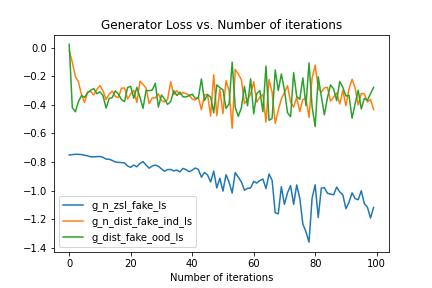 Generator Loss vs. Number of iterations
0.0
−0.2
−0.4
−0.6
−0.8
−1.0
−1.2
−1.4
g_n_zsl_fake_ls
g_n_dist_fake_ind_ls
g_dist_fake_ood_ls
0 20 40 60 80 100
Number of iterations